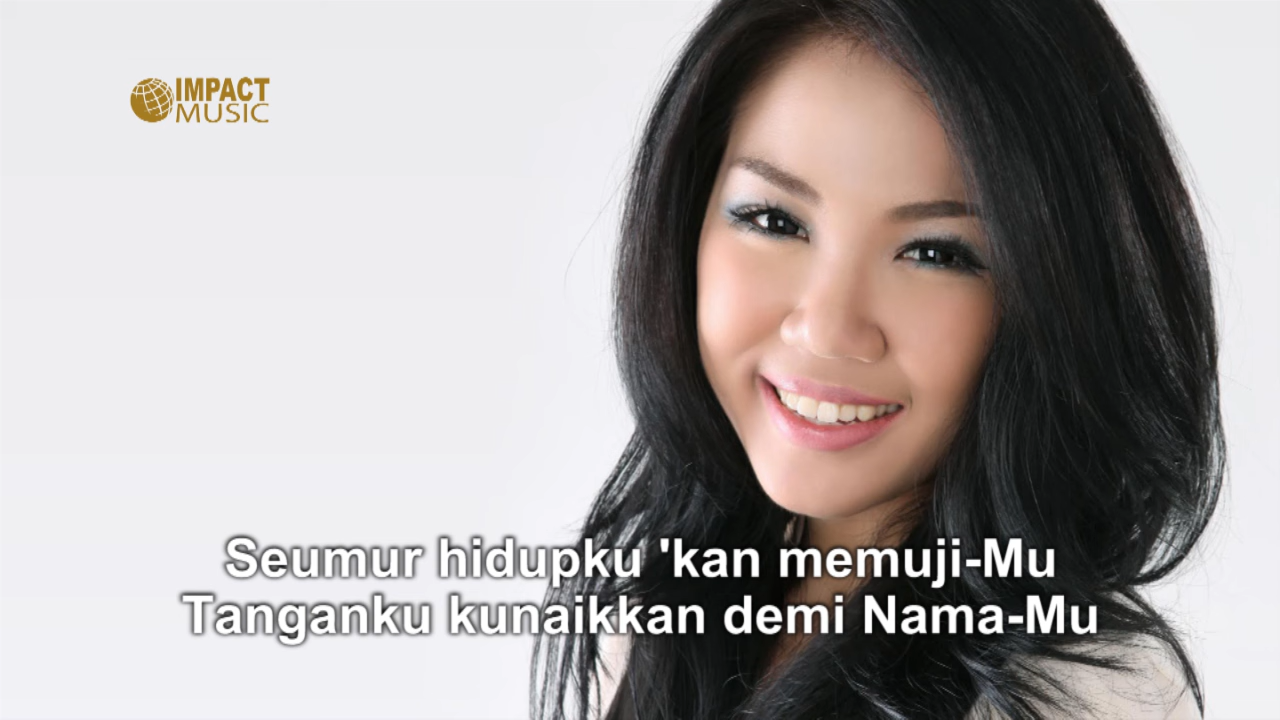 IMPACT
MUSIC
Seumur hidupku 'kan memuji-Mu
Tanganku kunaikkan demi Nama-Mu